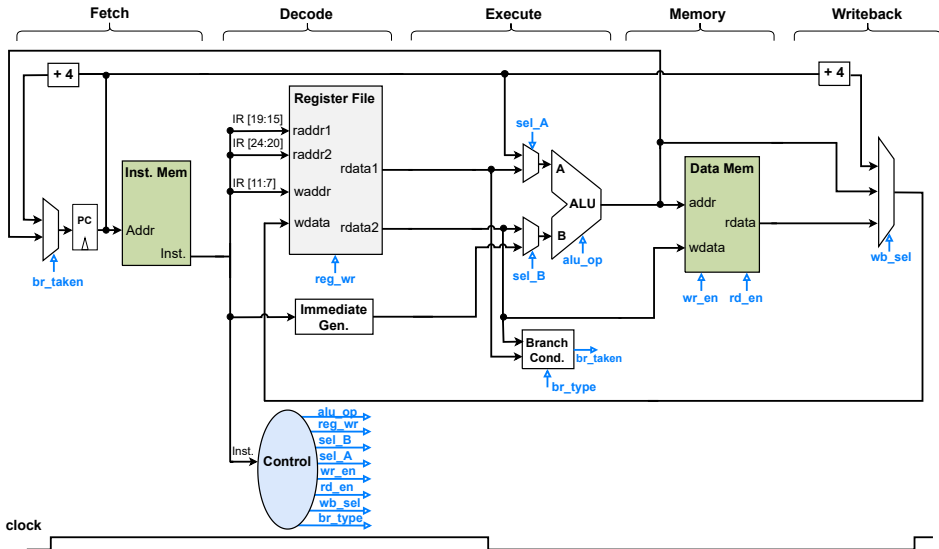 Fetch
Decode
Execute
Memory
Writeback
+ 4
+ 4
Register File
IR [19:15]
raddr1
sel_A
IR [24:20]
raddr2
Inst. Mem
rdata1
A
Data Mem
IR [11:7]
waddr
ALU
addr
PC
Addr
wdata
rdata2
B
rdata
Inst.
wdata
br_taken
reg_wr
sel_B
alu_op
wb_sel
wr_en
rd_en
Immediate
Gen.
Branch
Cond.
br_taken
br_type
alu_op
reg_wr
sel_B
Inst.
Control
sel_A
wr_en
rd_en
wb_sel
br_type
clock